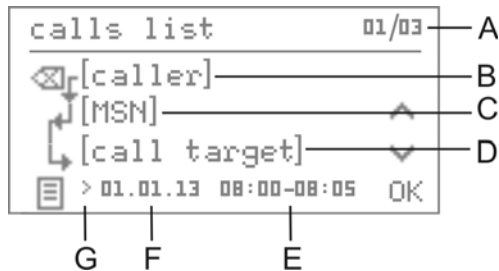 calls list 01/03 A
[caller] B
[MSN] C
[call target] D
> 01.01.13 08:00-08:05 OK
G F E